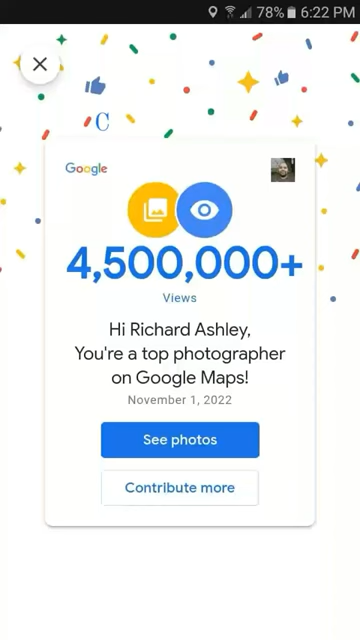 78% 6:22 PM
C
Google
4,500,000+
Views
Hi Richard Ashley,
You're a top photographer
on Google Maps!
November 1, 2022
See photos
Contribute more